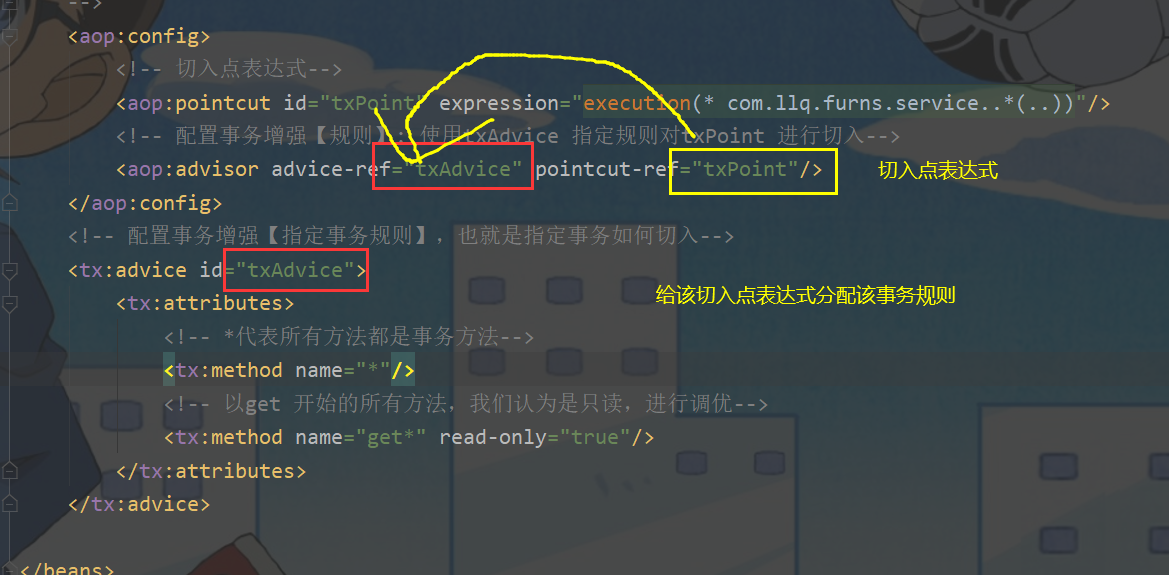 -->
<aop:config>
<!-- 切入点表达式-->
<aop:pointcut id="txPoint" expression="execution(* com.llq.furns.service..*(..))"/>
<!-- 配置事务增强【规则】：使用txAdvice 指定规则对txPoint 进行切入-->
<aop:advisor advice-ref="txAdvice" pointcut-ref="txPoint"/> 切入点表达式
</aop:config>
<!-- 配置事务增强【指定事务规则】，也就是指定事务如何切入-->
<tx:advice id="txAdvice">
给该切入点表达式分配该事务规则
<tx:attributes>
<!-- *代表所有方法都是事务方法-->
<tx:method name="*"/>
<!-- 以get 开始的所有方法，我们认为是只读，进行调优-->
<tx:method name="get*" read-only="true"/>
</tx:attributes>
</tx:advice>
</beans>